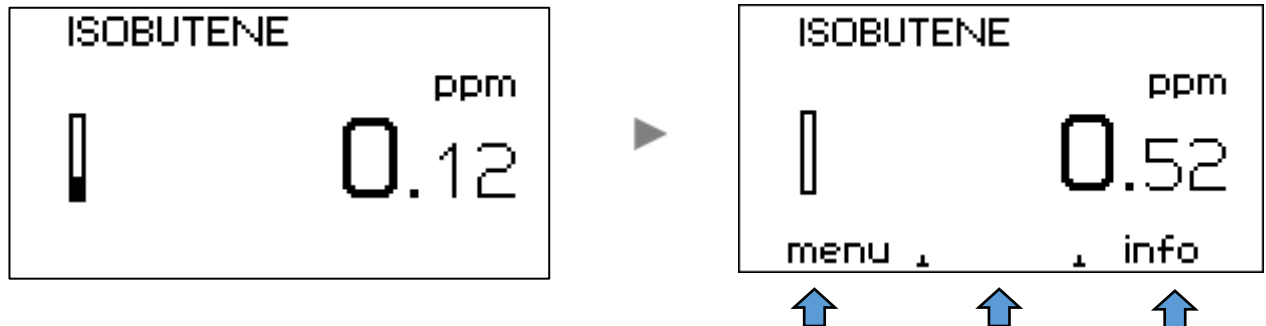 ISOBUTENE
ppm
0.12
ISOBUTENE
ppm
0.52
menu info